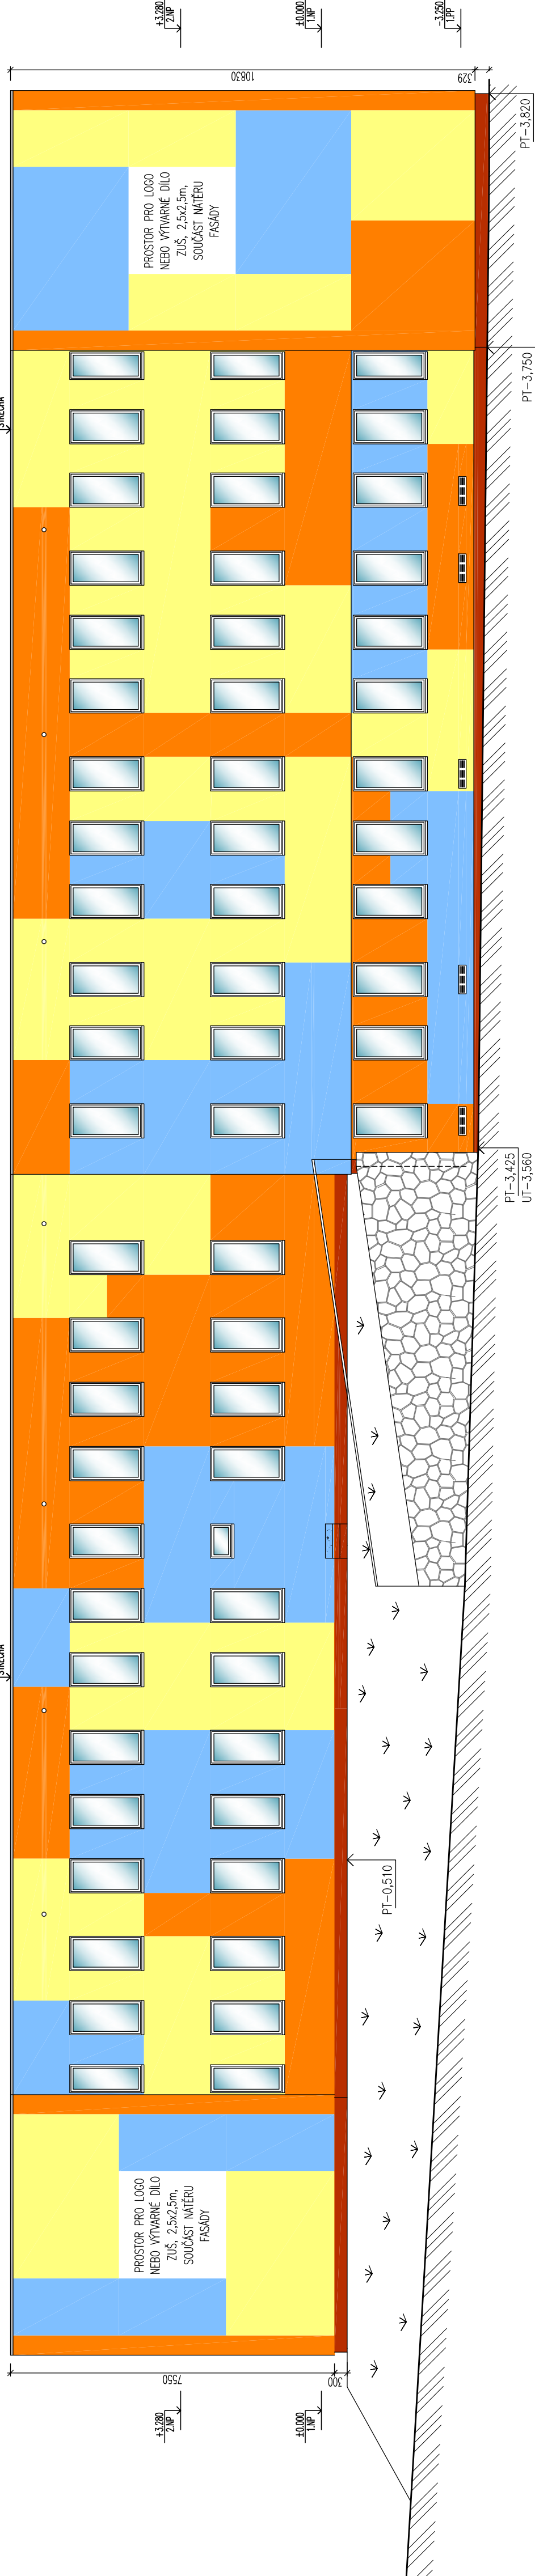 +3.280
2.NP
±0.000
1.NP
-3.250
1.PP
10830
329
PT-3,820
PROSTOR PRO LOGO
NEBO VÝTVARNÉ DÍLO
ZUŠ, 2,5x2,5m,
SOUČÁST NÁTĚRU
FASÁDY
STŘECHA
PT-3,750
PT-3,425
UT-3,560
STŘECHA
PT-0,510
PROSTOR PRO LOGO
NEBO VÝTVARNÉ DÍLO
ZUŠ, 2,5x2,5m,
SOUČÁST NÁTĚRU
FASÁDY
7550
300
+3.280
2.NP
±0.000
1.NP